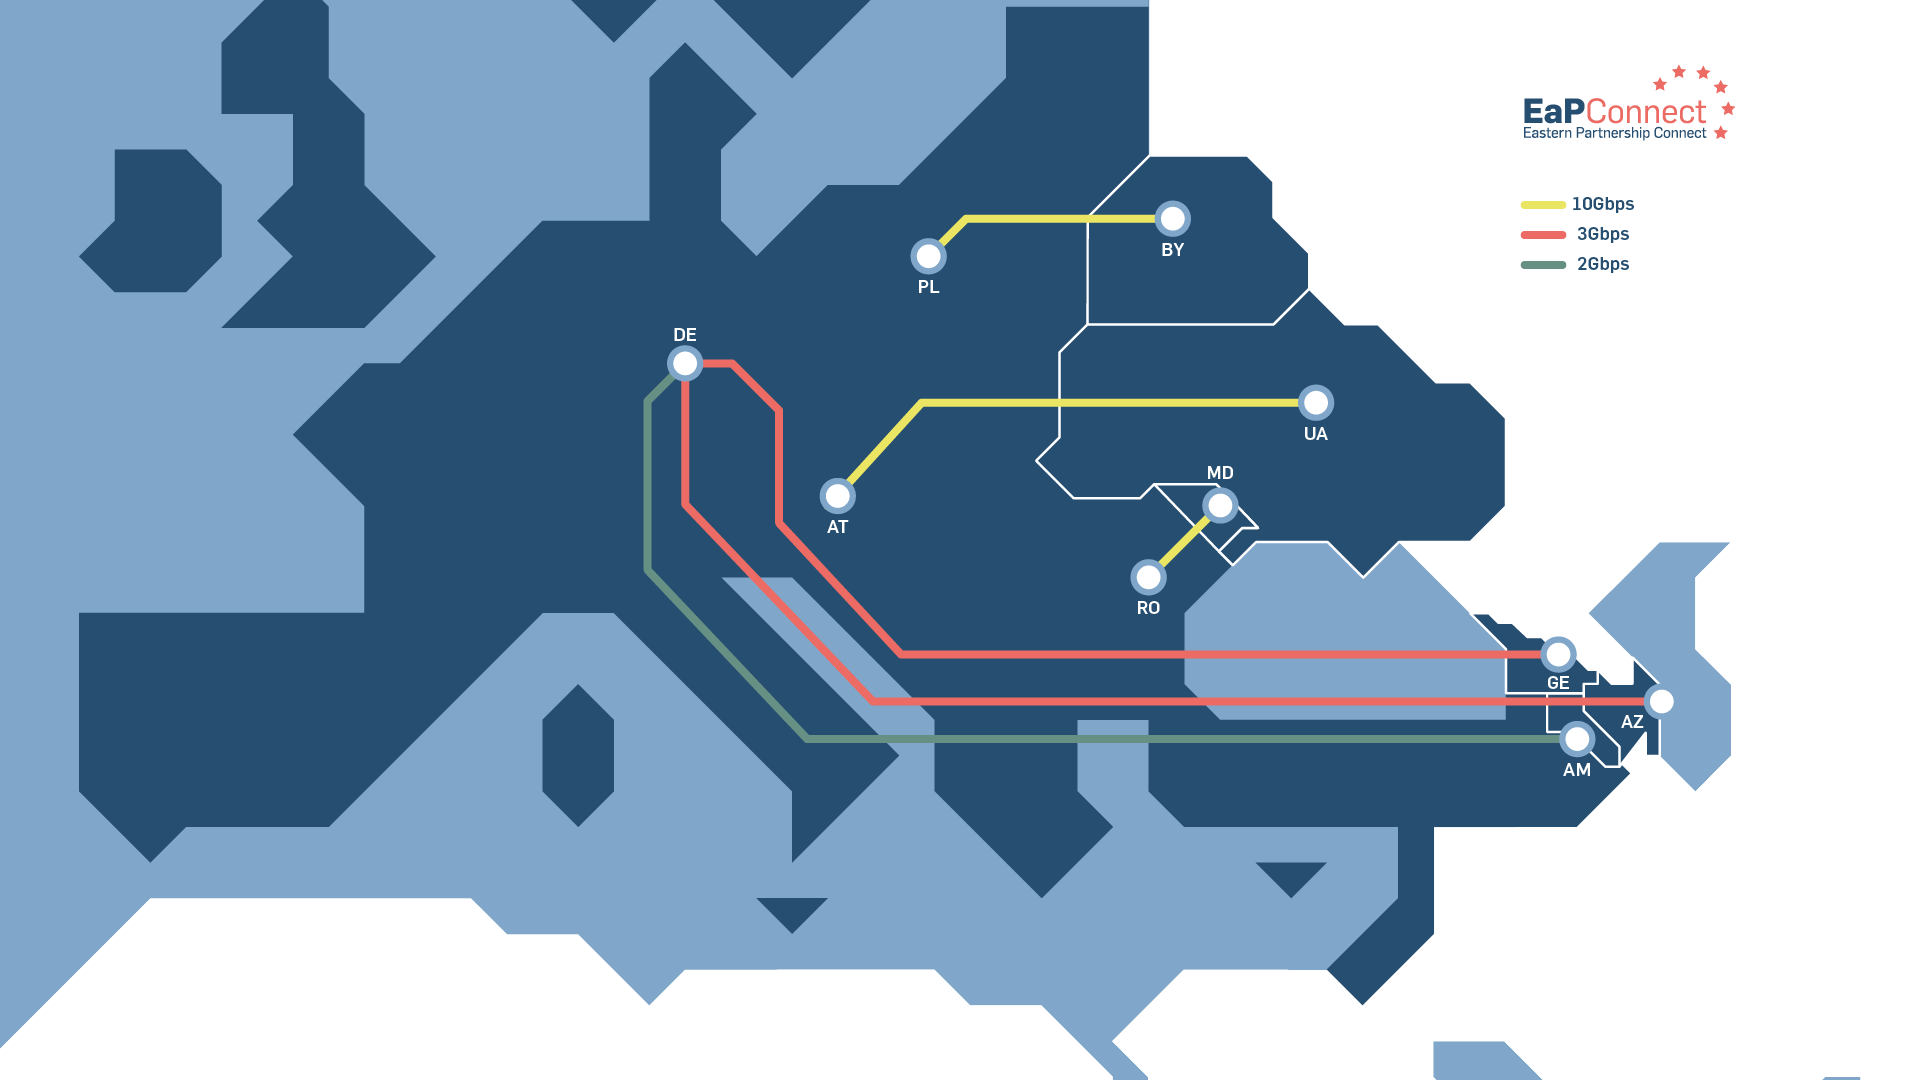 EaPConnect
Eastern Partnership Connect
10Gbps
3Gbps
2Gbps
BY
PL
DE
UA
MD
AT
RO
GE
AZ
AM